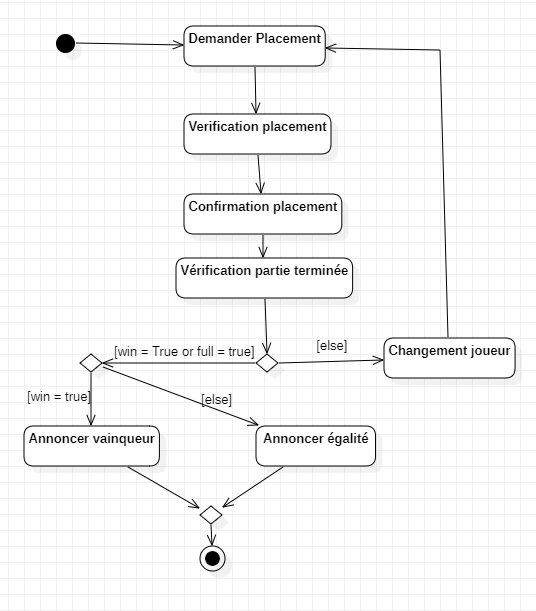 Demander Placement
Verification placement
Confirmation placement
Vérification partie terminée
[win = True or full = true]
[else]
Changement joueur
[win = true]
[else]
Annoncer vainqueur
Annoncer égalité